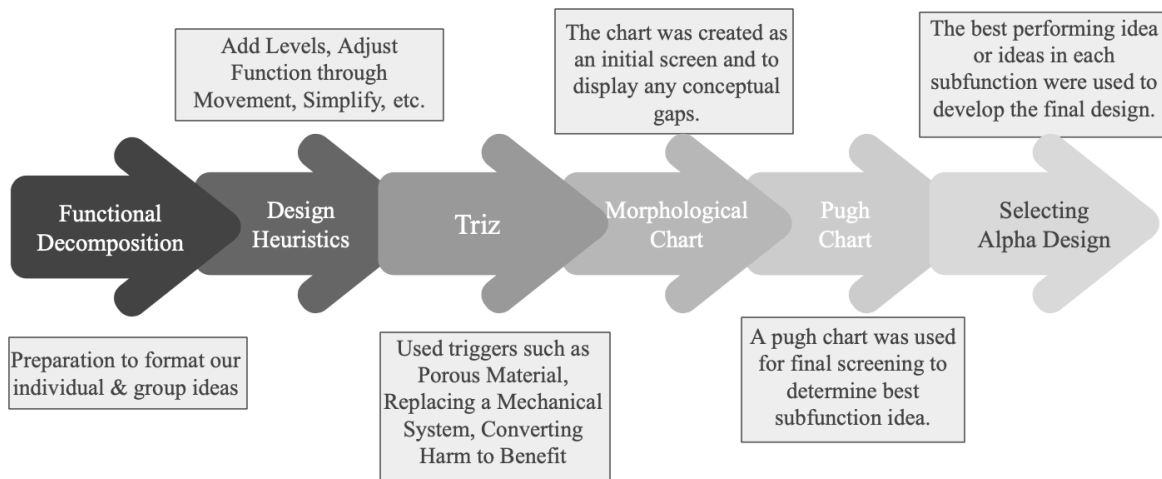 Add Levels, Adjust
Function through
Movement, Simplify, etc.
The chart was created as
an initial screen and to
display any conceptual
gaps.
The best performing idea
or ideas in each
subfunction were used to
develop the final design.
Functional
Decomposition
Design
Heuristics
Triz
Morphological
Chart
Pugh
Chart
Selecting
Alpha Design
Preparation to format our
individual & group ideas
Used triggers such as
Porous Material,
Replacing a Mechanical
System, Converting
Harm to Benefit
A pugh chart was used
for final screening to
determine best
subfunction idea.